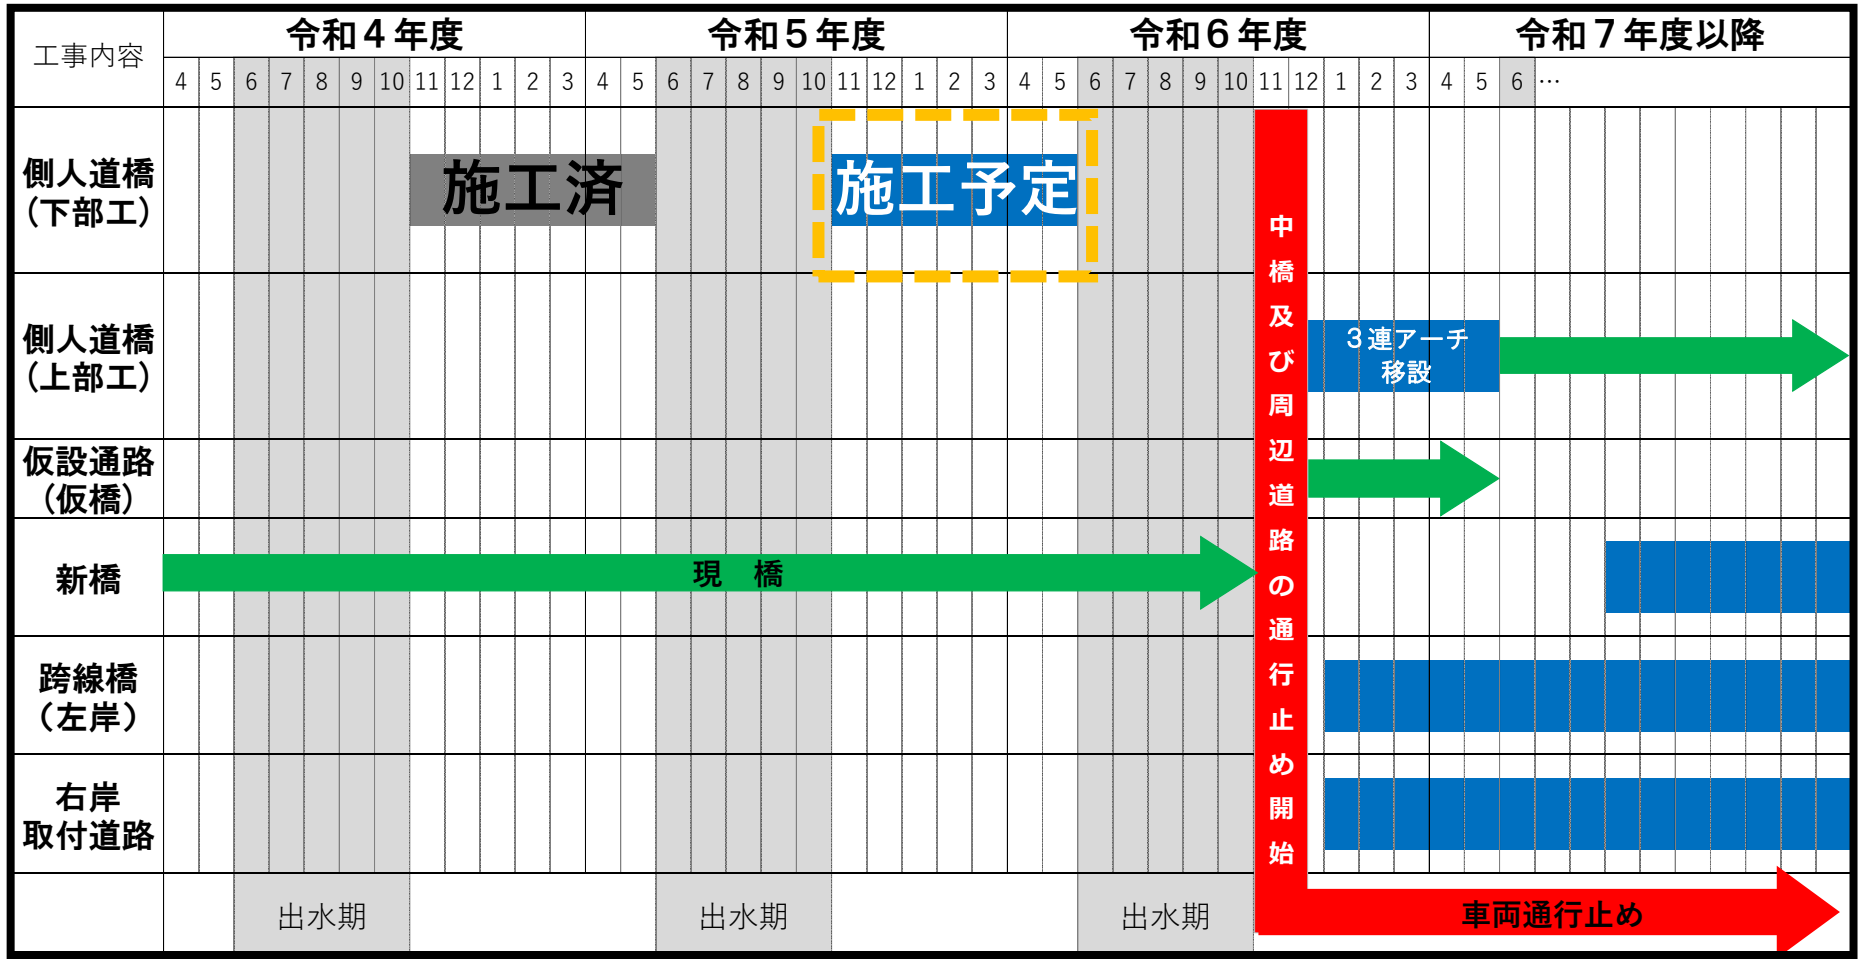 工事内容
令和４年度
令和５年度
令和６年度
令和７年度以降
4 5 6 7 8 9 10 11 12 1 2 3 4 5 6 7 8 9 10 11 12 1 2 3 4 5 6 7 8 9 10 11 12 1 2 3 4 5 6 …
側人道橋
（下部工）
施工済
施工予定
側人道橋
（上部工）
３連アーチ
移設
仮設通路
（仮橋）
新橋
現　橋
跨線橋
（左岸）
右岸
取付道路
中橋及び周辺道路の通行止め開始
出水期
出水期
出水期
車両通行止め